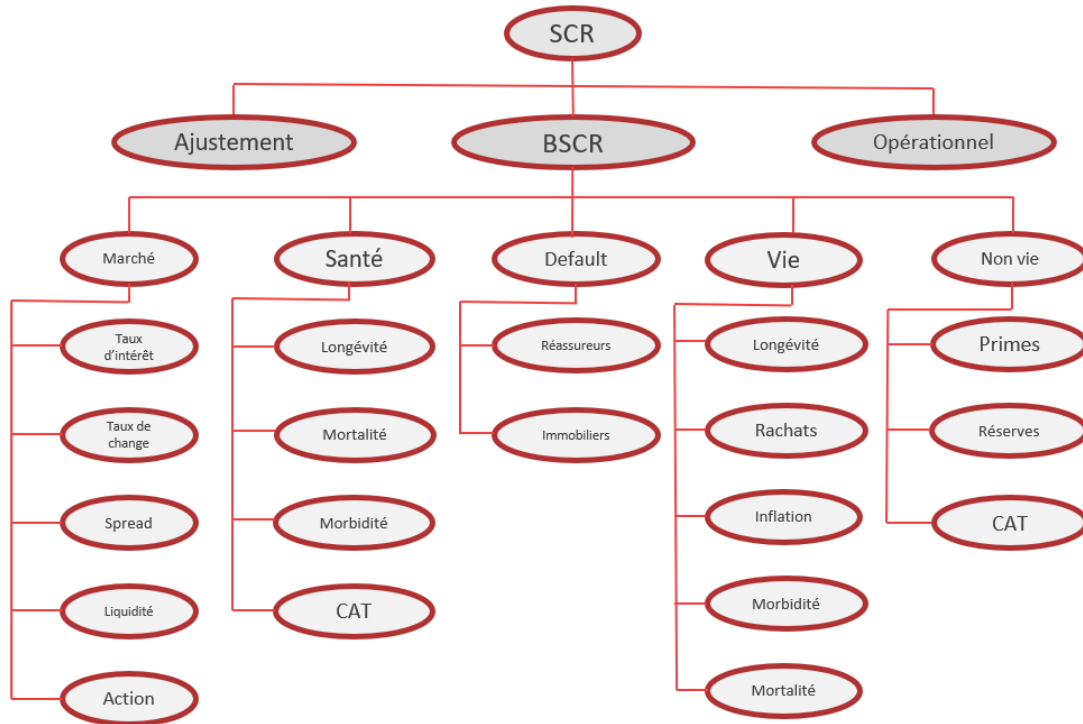 SCR
Ajustement
BSCR
Opérationnel
Marché
Santé
Default
Vie
Non vie
Taux
d'intérêt
Longévité
Réassureurs
Longévité
Primes
Taux de
change
Mortalité
Immobiliers
Rachats
Réserves
Spread
Morbidité
Inflation
CAT
Liquidité
CAT
Morbidité
Action
Mortalité